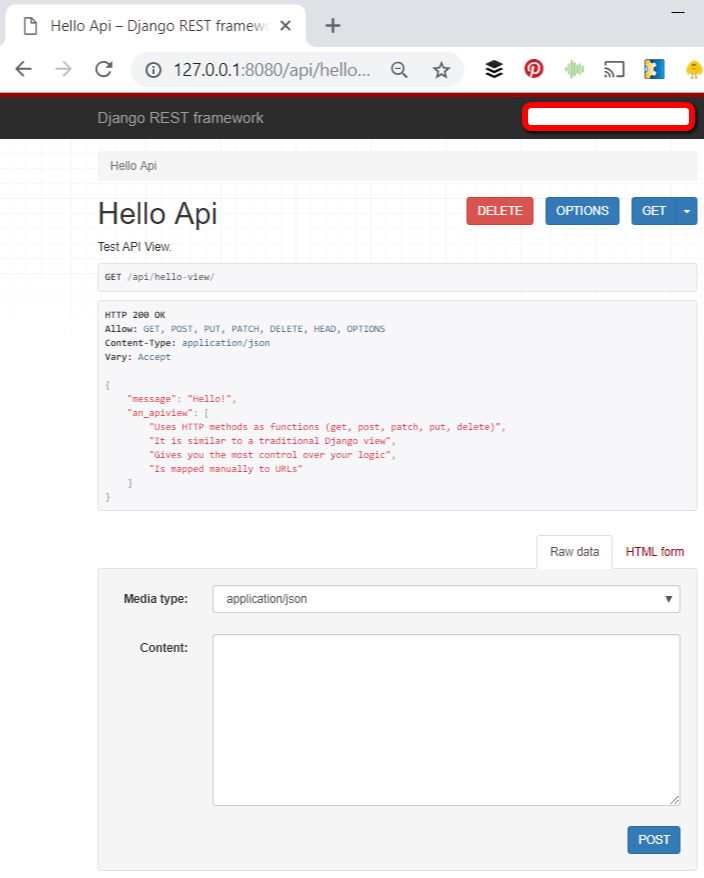 Hello Api – Django REST framew
127.0.0.1:8080/api/hello...
Django REST framework
Hello Api
Hello Api
DELETE
OPTIONS
GET
Test API View.
GET /api/hello-view/
HTTP 200 OK
Allow: GET, POST, PUT, PATCH, DELETE, HEAD, OPTIONS
Content-Type: application/json
Vary: Accept
{
"message": "Hello!",
"an_apiview": [
"Uses HTTP methods as functions (get, post, patch, put, delete)",
"It is similar to a traditional Django view",
"Gives you the most control over your logic",
"Is mapped manually to URLs"
]
}
Raw data
HTML form
Media type:
application/json
Content:
POST